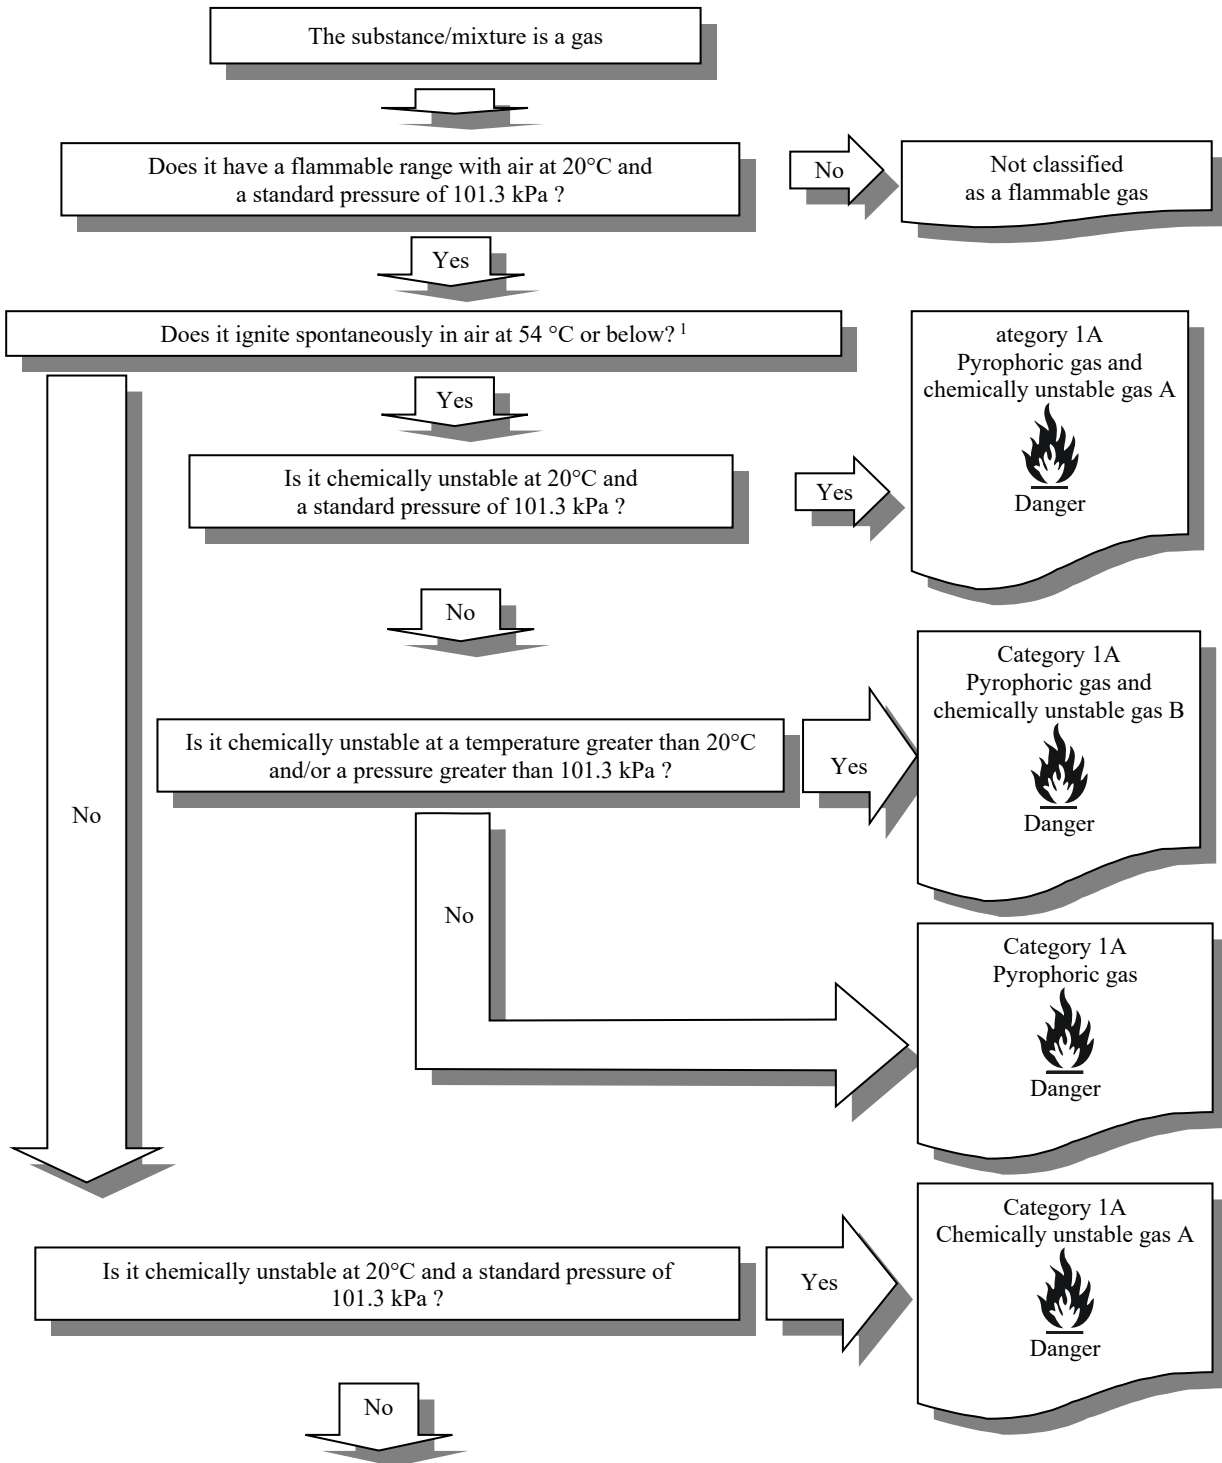 The substance/mixture is a gas
Does it have a flammable range with air at 20°C and
a standard pressure of 101.3 kPa ?
No
Not classified
as a flammable gas
Yes
Does it ignite spontaneously in air at 54 °C or below? 1
ategory 1A
Pyrophoric gas and
chemically unstable gas A
Danger
Yes
Is it chemically unstable at 20°C and
a standard pressure of 101.3 kPa ?
Yes
No
Category 1A
Pyrophoric gas and
chemically unstable gas B
Danger
Is it chemically unstable at a temperature greater than 20°C
and/or a pressure greater than 101.3 kPa ?
Yes
No
No
Category 1A
Pyrophoric gas
Danger
Category 1A
Chemically unstable gas A
Danger
Is it chemically unstable at 20°C and a standard pressure of
101.3 kPa ?
Yes
No